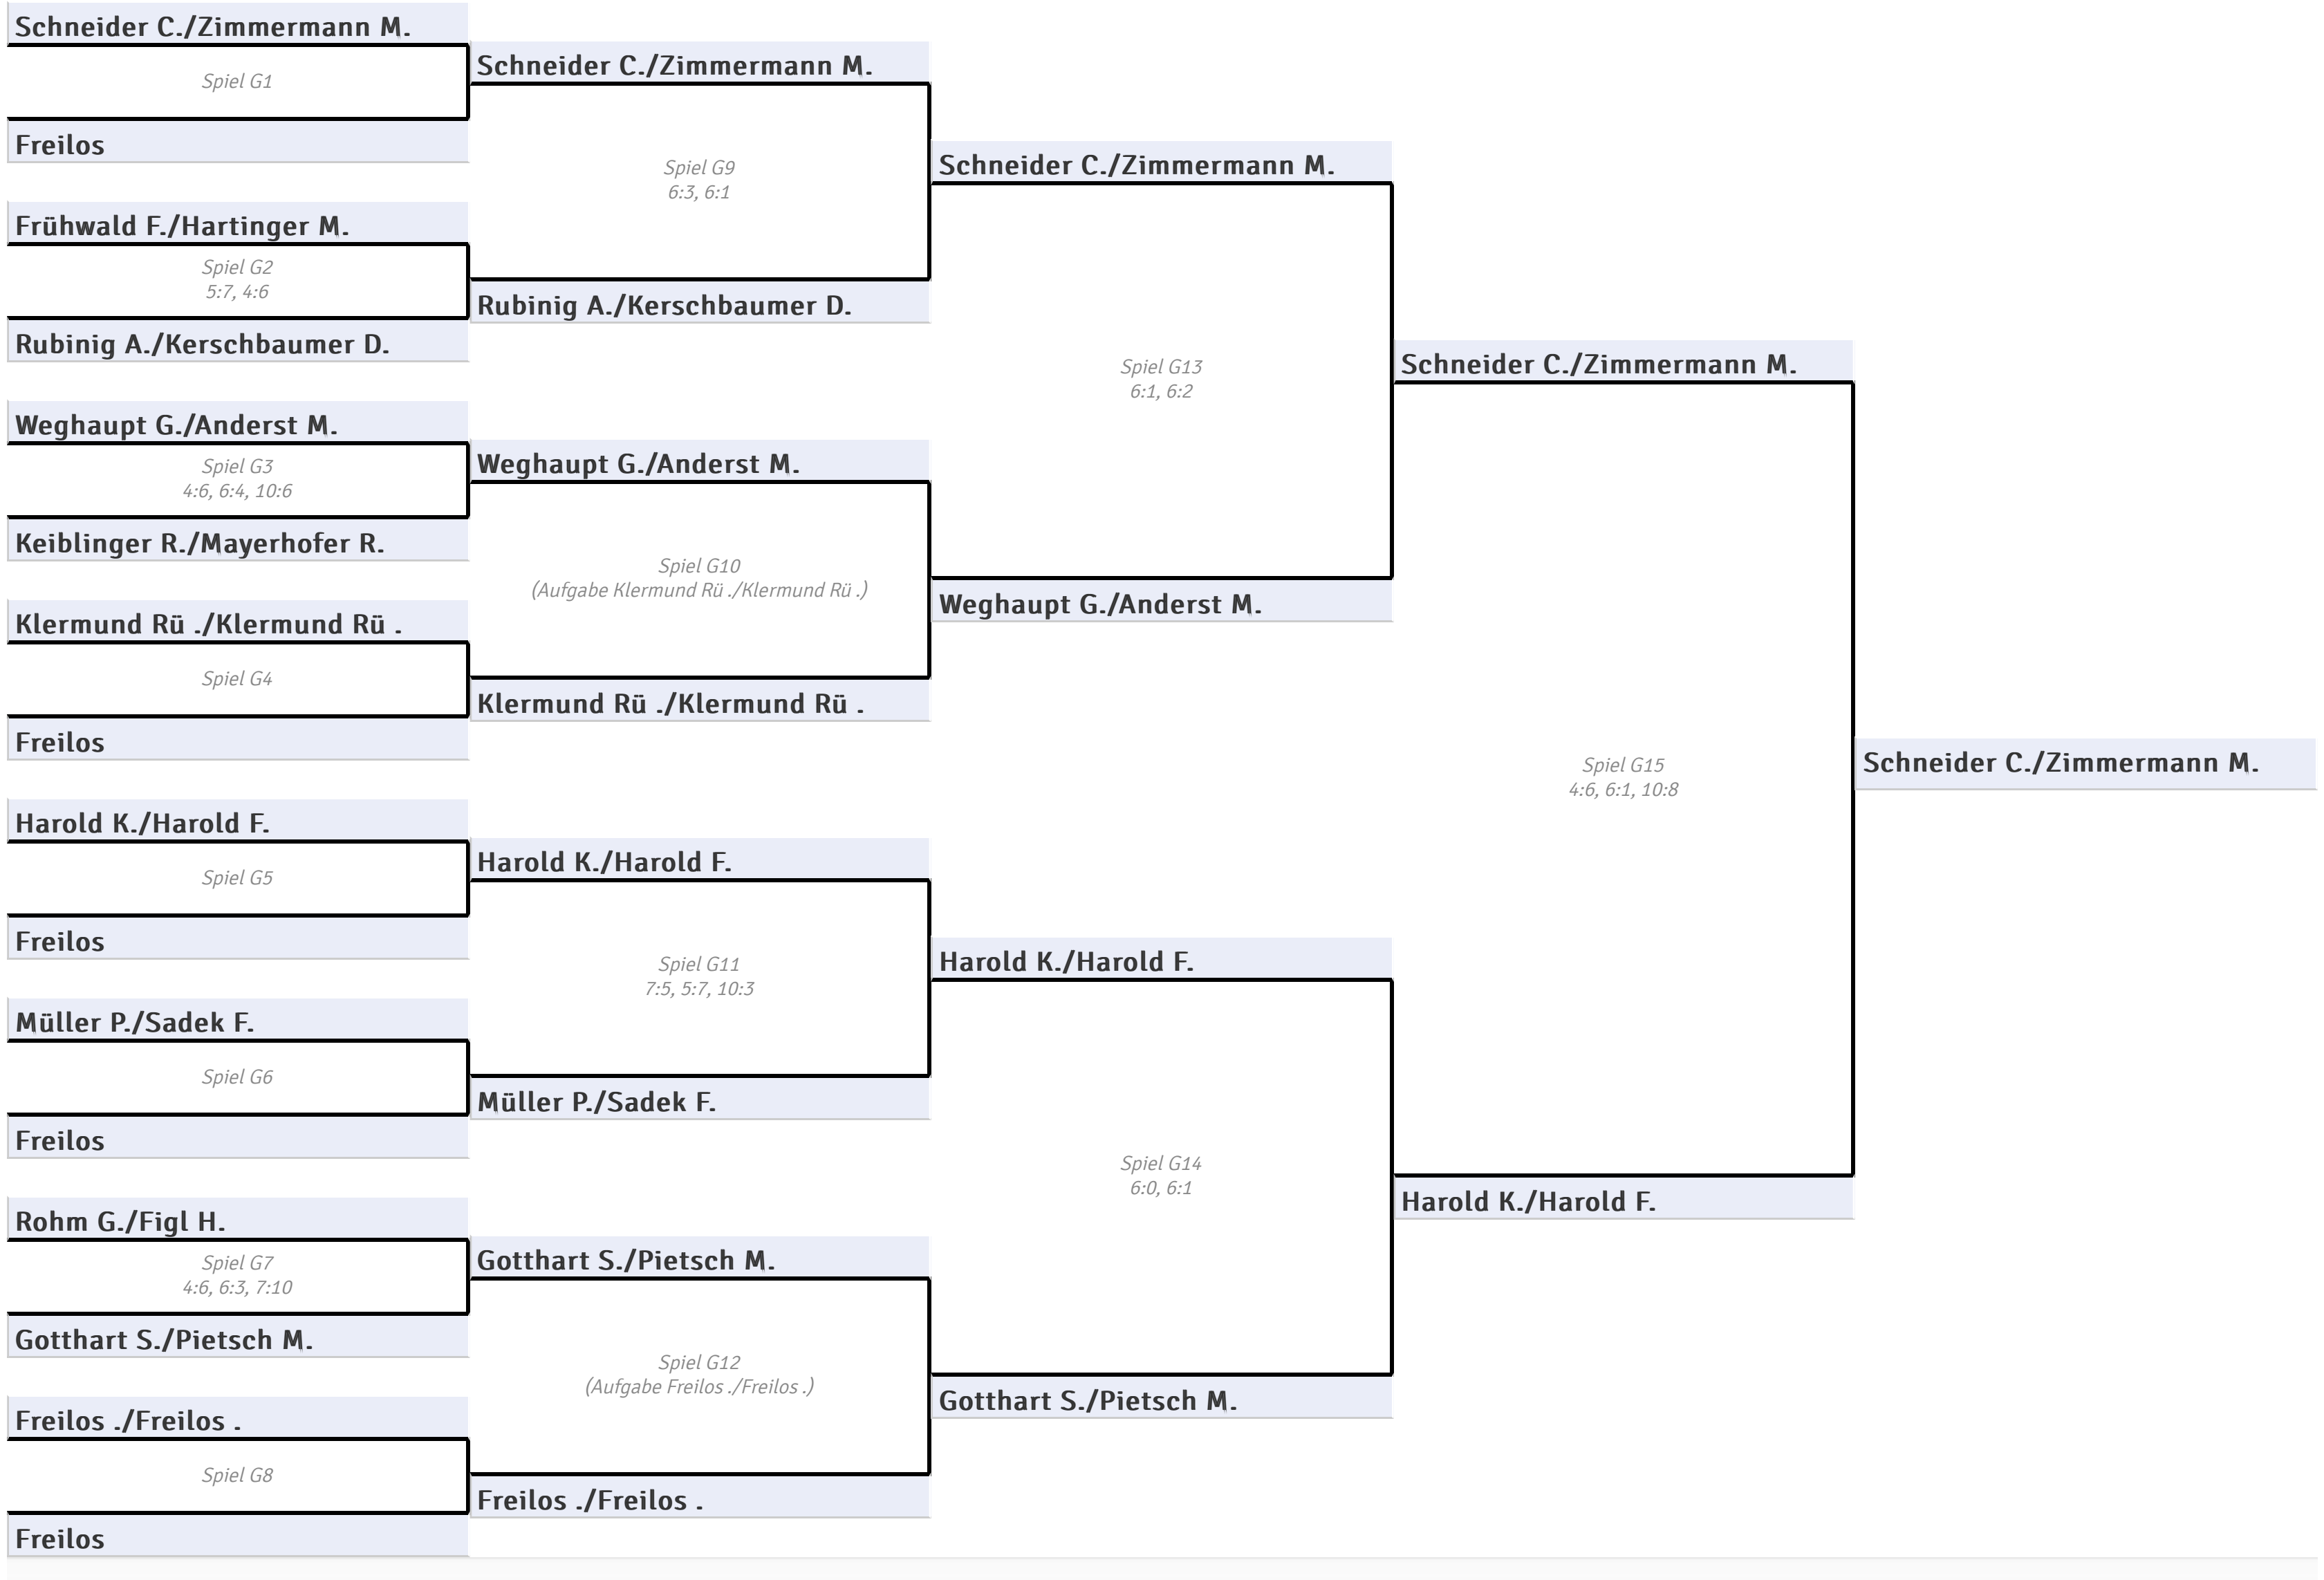 Schneider C./Zimmermann M.
Spiel G1
Freilos
Frühwald F./Hartinger M.
Spiel G2
5:7, 4:6
Rubinig A./Kerschbaumer D.
Weghaupt G./Anderst M.
Spiel G3
4:6, 6:4, 10:6
Keiblinger R./Mayerhofer R.
Klermund Rü ./Klermund Rü .
Spiel G4
Freilos
Harold K./Harold F.
Spiel G5
Freilos
Müller P./Sadek F.
Spiel G6
Freilos
Rohm G./Figl H.
Spiel G7
4:6, 6:3, 7:10
Gotthart S./Pietsch M.
Freilos ./Freilos .
Spiel G8
Freilos
Schneider C./Zimmermann M.
Spiel G9
6:3, 6:1
Rubinig A./Kerschbaumer D.
Weghaupt G./Anderst M.
Spiel G10
(Aufgabe Klermund Rü ./Klermund Rü .)
Klermund Rü ./Klermund Rü .
Harold K./Harold F.
Spiel G11
7:5, 5:7, 10:3
Müller P./Sadek F.
Gotthart S./Pietsch M.
Spiel G12
(Aufgabe Freilos ./Freilos .)
Freilos ./Freilos .
Schneider C./Zimmermann M.
Spiel G13
6:1, 6:2
Weghaupt G./Anderst M.
Harold K./Harold F.
Spiel G14
6:0, 6:1
Gotthart S./Pietsch M.
Schneider C./Zimmermann M.
Spiel G15
4:6, 6:1, 10:8
Harold K./Harold F.
Schneider C./Zimmermann M.